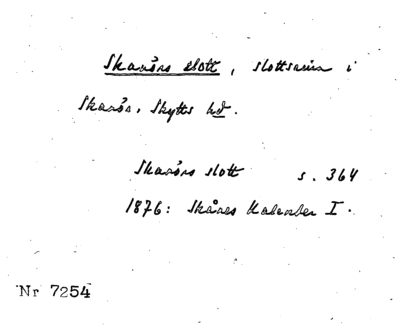 Skanörs slott, slottsruin i
Skanör, Skytts hd.
Skanörs slott s. 364
1876: Skånes Kalender I.
Nr 7254